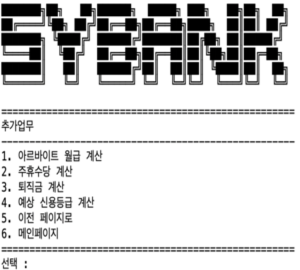 SYBANK
추가업무
1. 아르바이트 월급 계산
2. 주휴수당 계산
3. 퇴직금 계산
4. 예상 신용등급 계산
5. 이전 페이지로
6. 메인페이지
선택 :